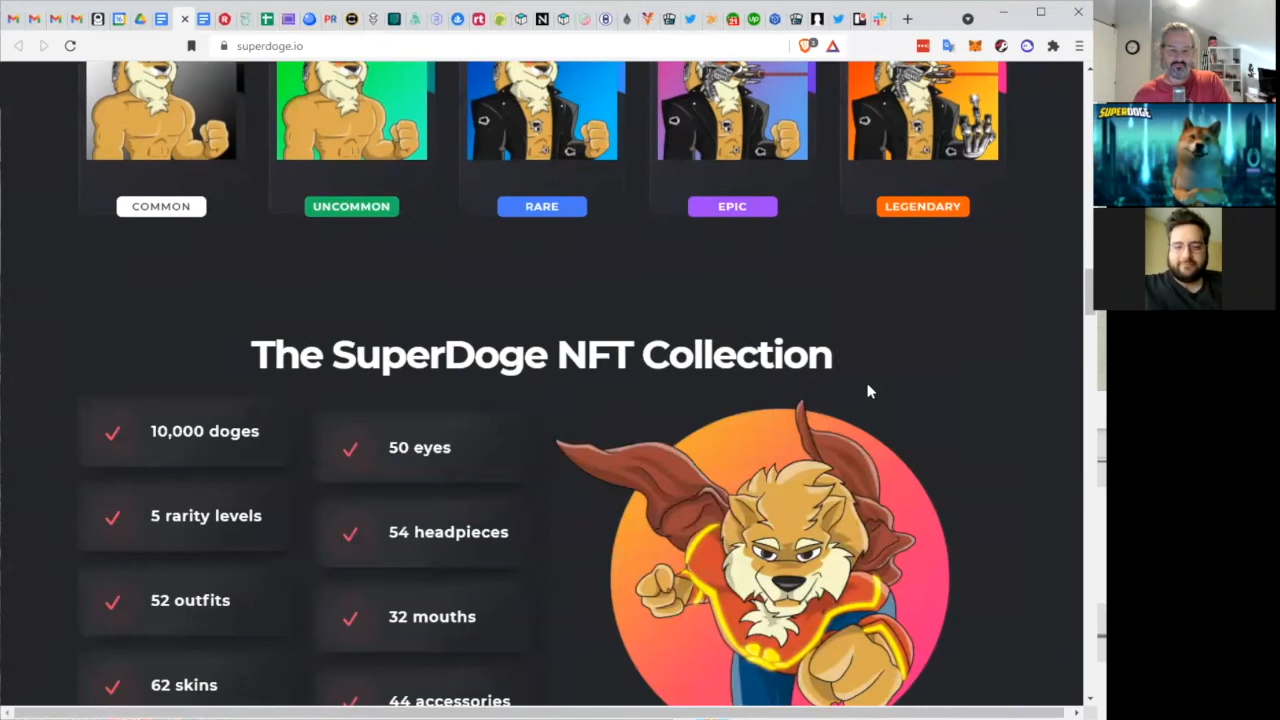 superdoge.io
COMMON
UNCOMMON
RARE
EPIC
LEGENDARY
The SuperDoge NFT Collection
10,000 doges
50 eyes
5 rarity levels
54 headpieces
52 outfits
32 mouths
62 skins
44 accessories
SUPERDOGE